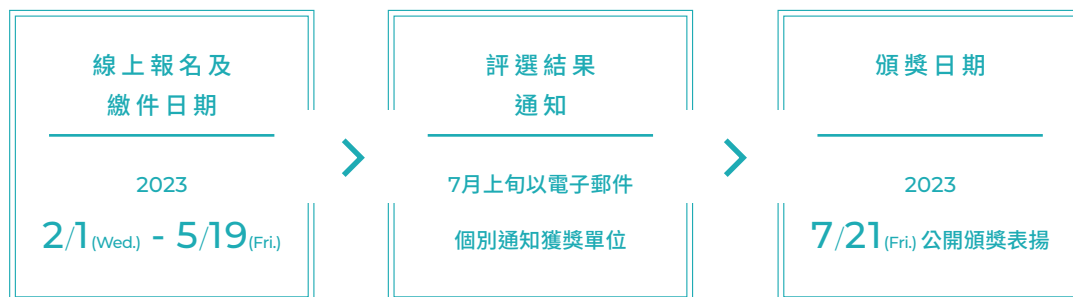 線上報名及
繳件日期
2023
2/1(Wed.) - 5/19(Fri.)
評選結果
通知
7月上旬以電子郵件
個別通知獲獎單位
頒獎日期
2023
7/21(Fri.)公開頒獎表揚